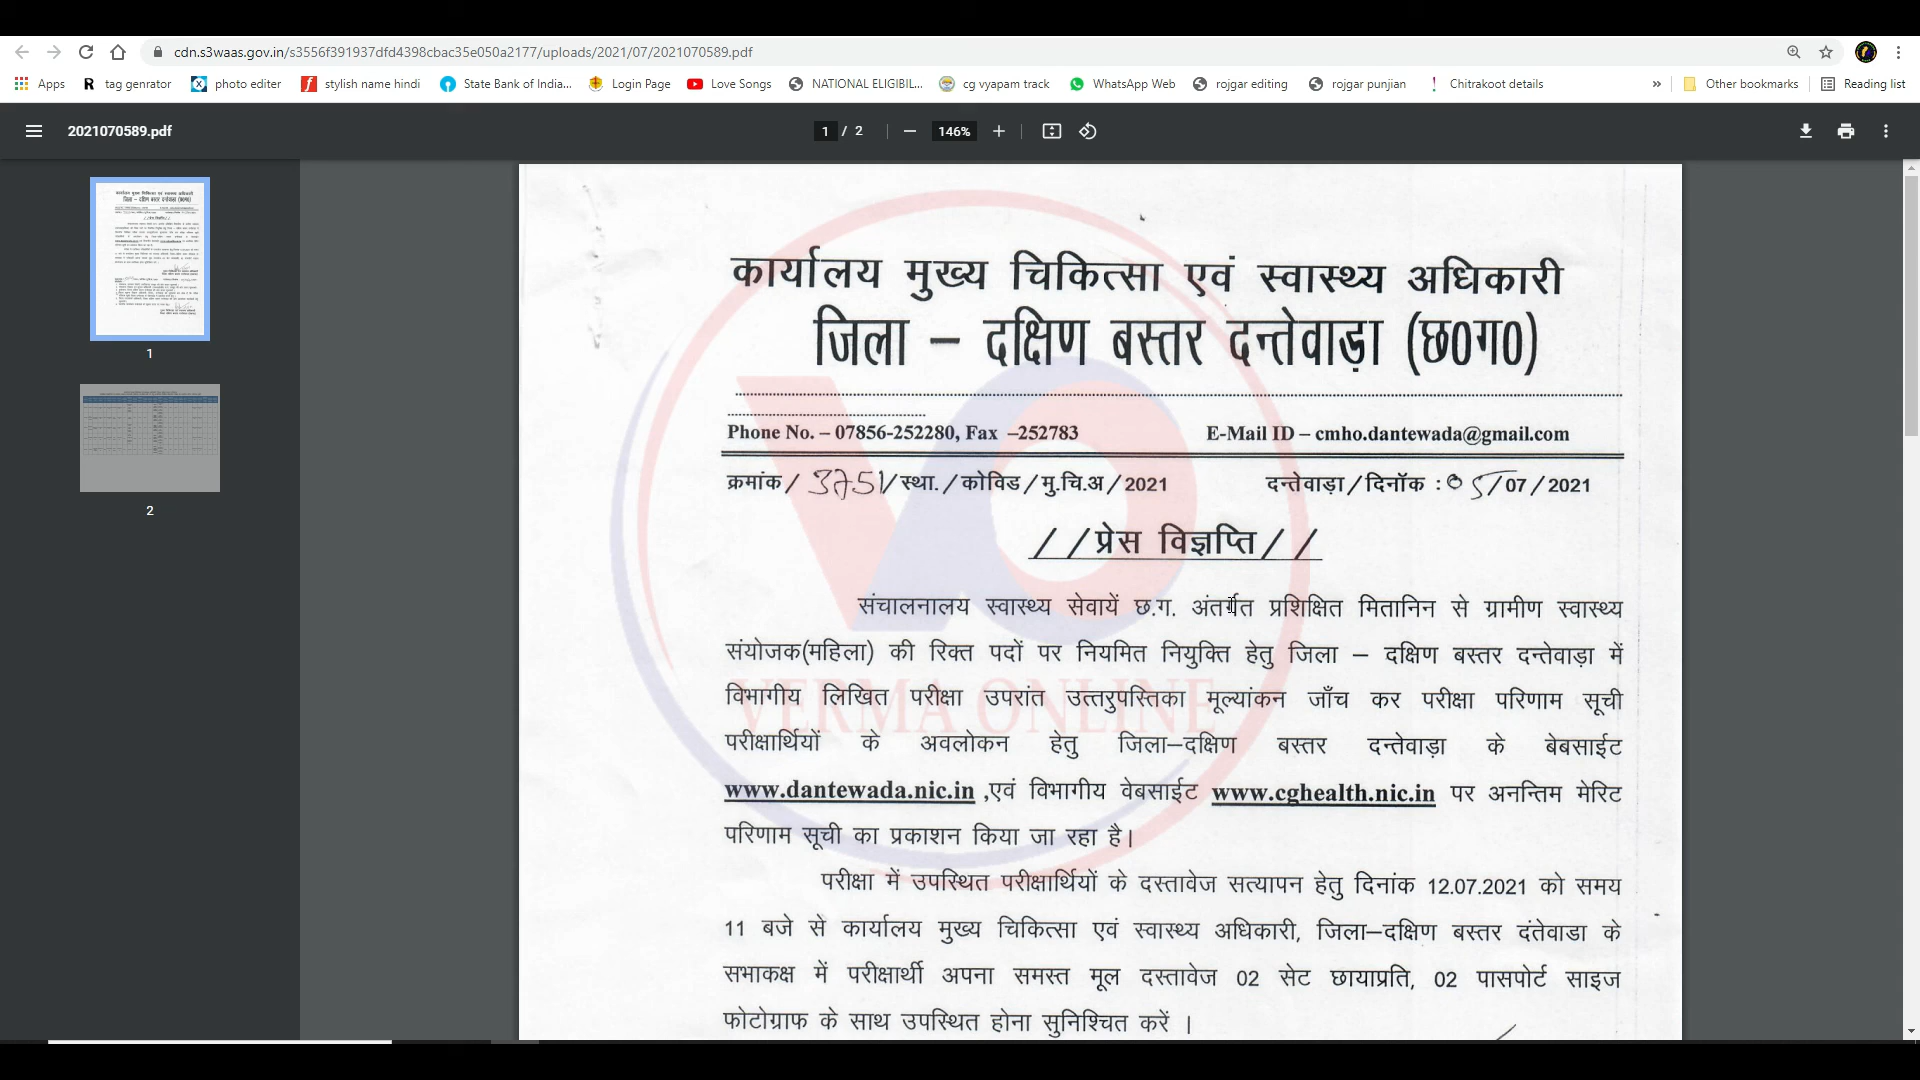 cdn.s3waas.gov.in/s3556f391937dfd4398cbac35e050a2177/uploads/2021/07/2021070589.pdf
Apps R tag genrator photo editer stylish name hindi State Bank of India... Login Page Love Songs NATIONAL ELIGIBIL... cg vyapam track WhatsApp Web rojgar editing rojgar punjian Chitrakoot details » Other bookmarks Reading list
2021070589.pdf 1 / 2 146%
1
2
कार्यालय मुख्य चिकित्सा एवं स्वास्थ्य अधिकारी
जिला – दक्षिण बस्तर दन्तेवाड़ा (छ0ग0)
Phone No. – 07856-252280, Fax –252783 E-Mail ID – cmho.dantewada@gmail.com
क्रमांक/ 3751/स्था./कोविड/मु.चि.अ/2021 दन्तेवाड़ा/दिनॉक :05/07/2021
//प्रेस विज्ञप्ति//
संचालनालय स्वास्थ्य सेवायें छ.ग. अंतर्गत प्रशिक्षित मितानिन से ग्रामीण स्वास्थ्य
संयोजक(महिला) की रिक्त पदों पर नियमित नियुक्ति हेतु जिला – दक्षिण बस्तर दन्तेवाड़ा में
विभागीय लिखित परीक्षा उपरांत उत्तरपुस्तिका मूल्यांकन जाँच कर परीक्षा परिणाम सूची
परीक्षार्थियों के अवलोकन हेतु जिला–दक्षिण बस्तर दन्तेवाड़ा के बेबसाईट
www.dantewada.nic.in ,एवं विभागीय वेबसाईट www.cghealth.nic.in पर अनन्तिम मेरिट
परिणाम सूची का प्रकाशन किया जा रहा है।
परीक्षा में उपस्थित परीक्षार्थियों के दस्तावेज सत्यापन हेतु दिनांक 12.07.2021 को समय
11 बजे से कार्यालय मुख्य चिकित्सा एवं स्वास्थ्य अधिकारी, जिला–दक्षिण बस्तर दंतेवाडा के
सभाकक्ष में परीक्षार्थी अपना समस्त मूल दस्तावेज 02 सेट छायाप्रति, 02 पासपोर्ट साइज
फोटोग्राफ के साथ उपस्थित होना सुनिश्चित करें ।
VERMA ONLINE